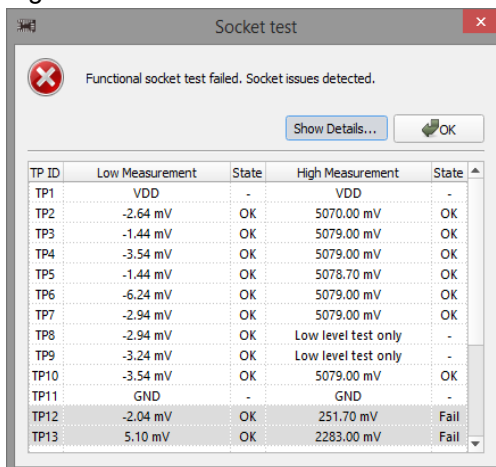 Socket test
Functional socket test failed. Socket issues detected.
Show Details... OK
TP ID Low Measurement State High Measurement State
TP1 VDD - VDD -
TP2 -2.64 mV OK 5070.00 mV OK
TP3 -1.44 mV OK 5079.00 mV OK
TP4 -3.54 mV OK 5079.00 mV OK
TP5 -1.44 mV OK 5078.70 mV OK
TP6 -6.24 mV OK 5079.00 mV OK
TP7 -2.94 mV OK 5079.00 mV OK
TP8 -2.94 mV OK Low level test only -
TP9 -3.24 mV OK Low level test only -
TP10 -3.54 mV OK 5079.00 mV OK
TP11 GND - GND -
TP12 -2.04 mV OK 251.70 mV Fail
TP13 5.10 mV OK 2283.00 mV Fail